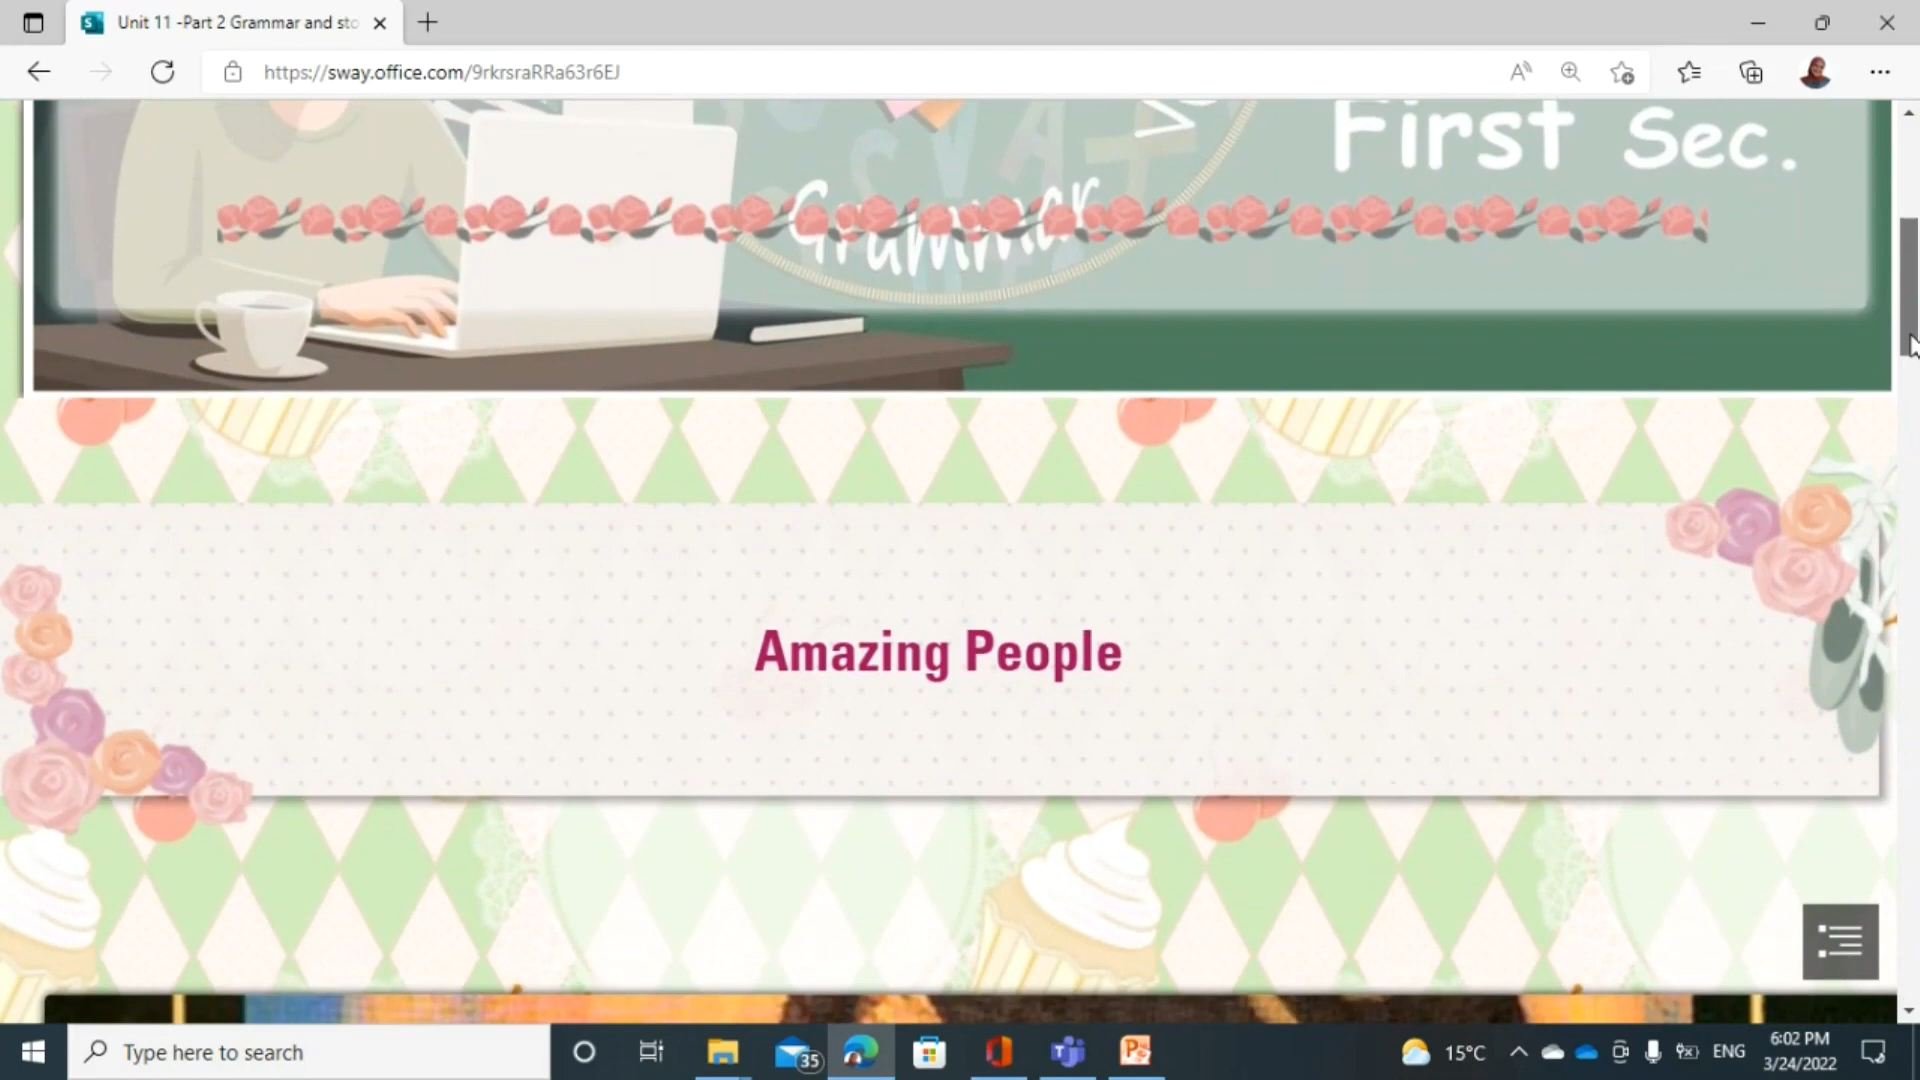 Unit 11 -Part 2 Grammar and sto
https://sway.office.com/9rkrsraRRa63r6EJ
First Sec.
Grammar
Amazing People
Type here to search
35
15°C
ENG
6:02 PM
3/24/2022